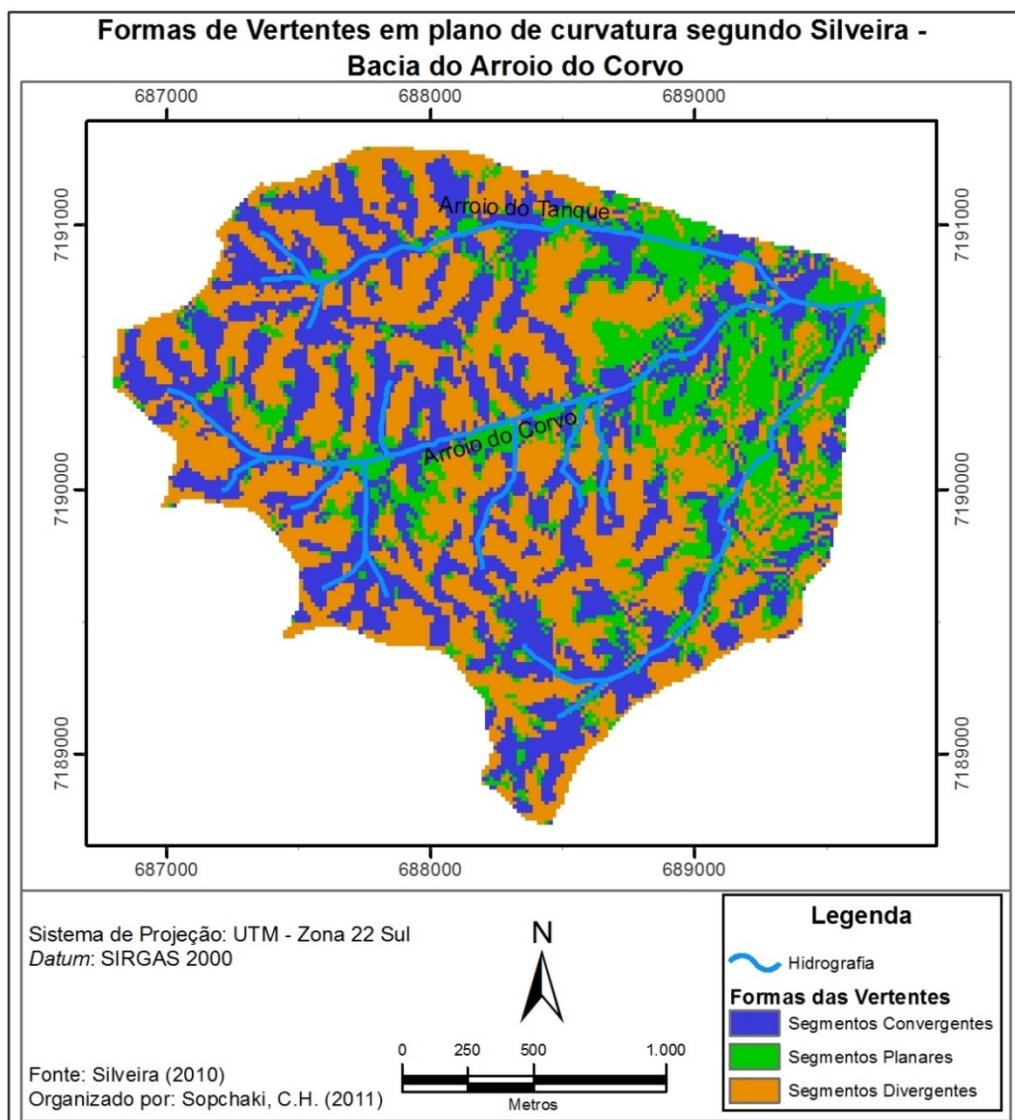 Formas de Vertentes em plano de curvatura segundo Silveira -
Bacia do Arroio do Corvo
687000 688000 689000
7191000 7191000
Arroio do Tanque
Arroio do Corvo
7190000 7190000
7189000 7189000
687000 688000 689000
Sistema de Projeção: UTM - Zona 22 Sul
Datum: SIRGAS 2000
Fonte: Silveira (2010)
Organizado por: Sopchaki, C.H. (2011)
N
0 250 500 1.000
Metros
Legenda
Hidrografia
Formas das Vertentes
Segmentos Convergentes
Segmentos Planares
Segmentos Divergentes